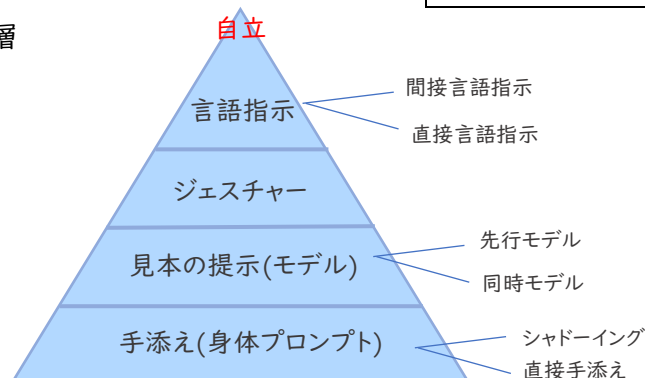 層
自立
言語指示
間接言語指示
直接言語指示
ジェスチャー
見本の提示(モデル)
先行モデル
同時モデル
手添え(身体プロンプト)
シャドーイング
直接手添え